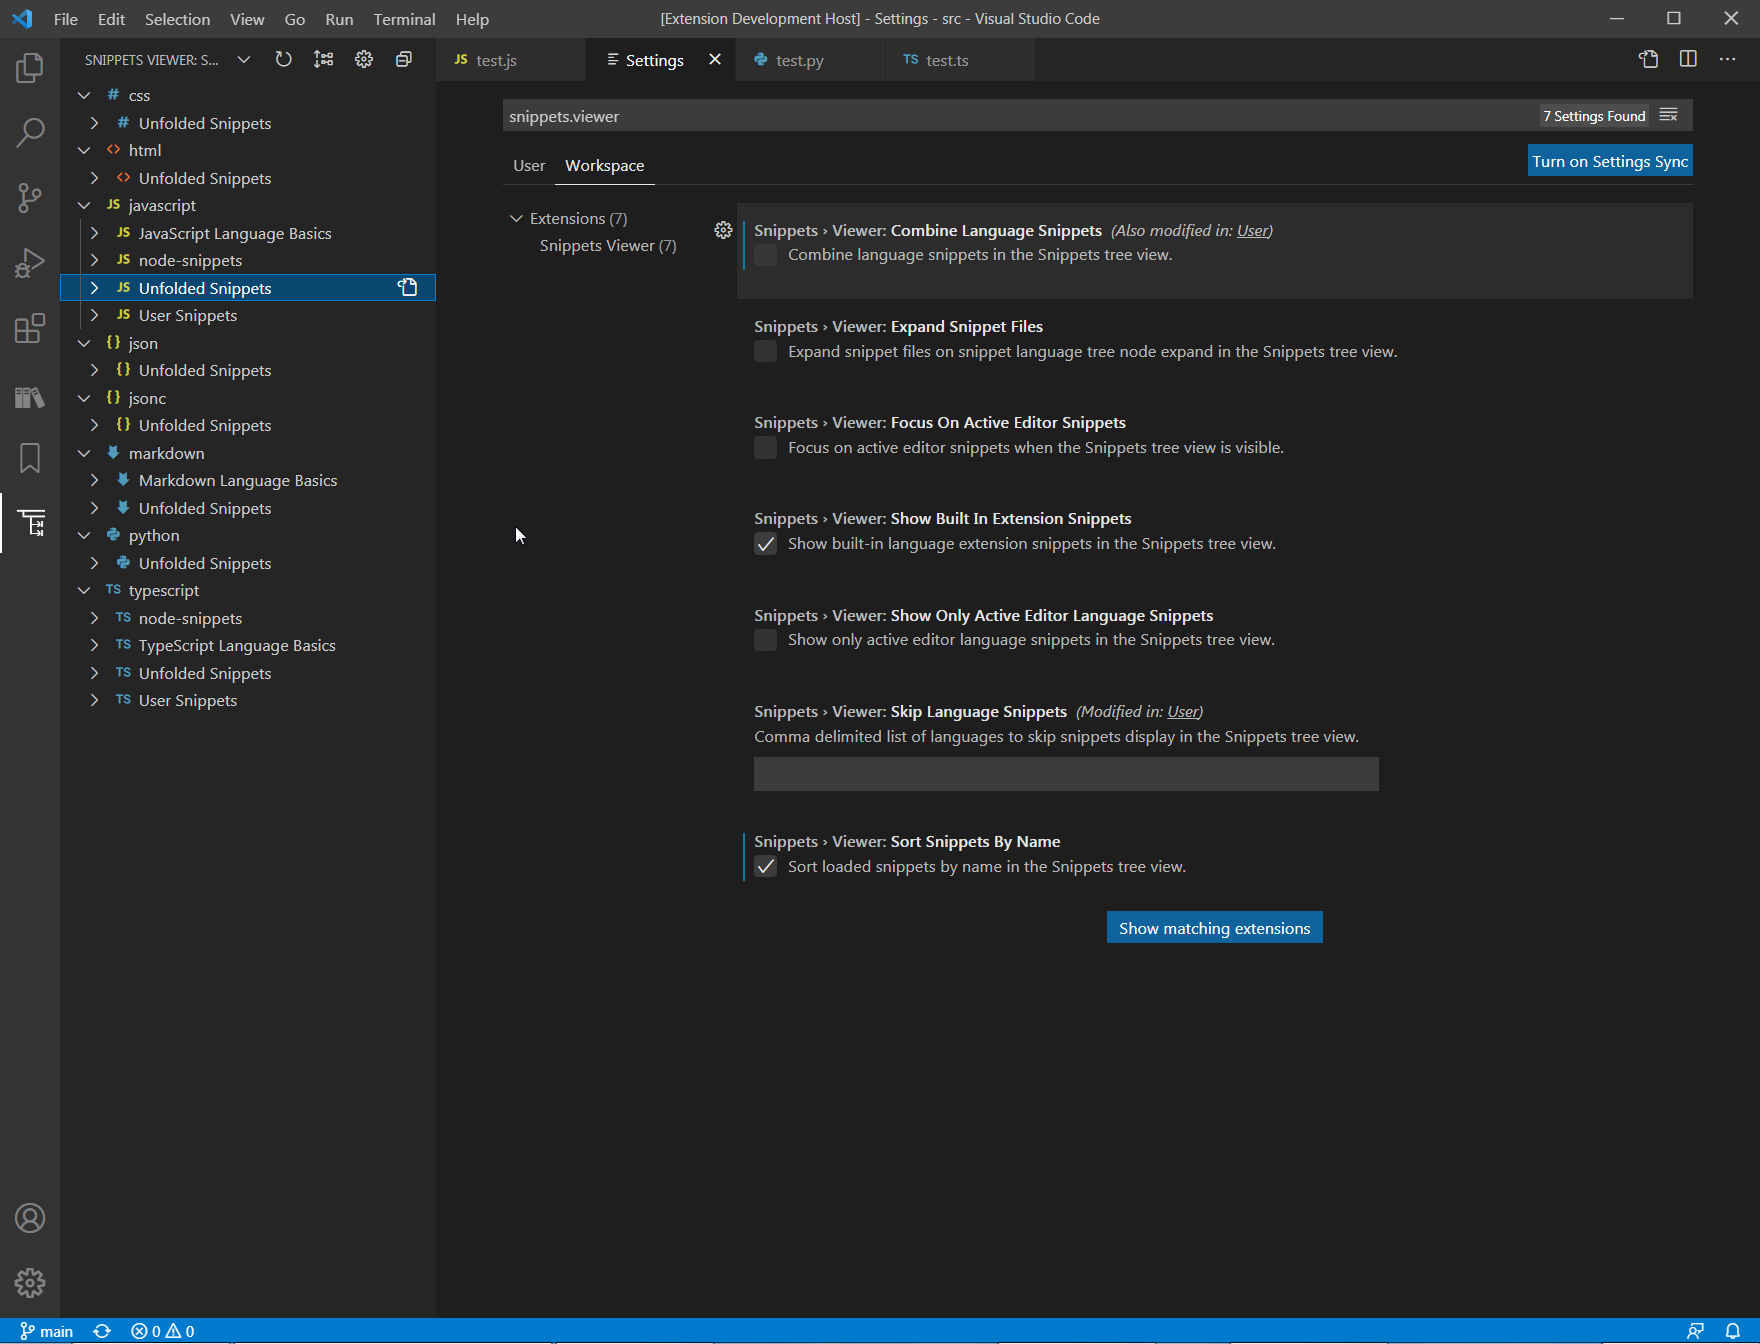 File Edit Selection View Go Run Terminal Help
[Extension Development Host] - Settings - src - Visual Studio Code
SNIPPETS VIEWER: S...
JS test.js
Settings
test.py
TS test.ts
# css
# Unfolded Snippets
<> html
<> Unfolded Snippets
JS javascript
JS JavaScript Language Basics
JS node-snippets
JS Unfolded Snippets
JS User Snippets
{} json
{} Unfolded Snippets
{} jsonc
{} Unfolded Snippets
markdown
Markdown Language Basics
Unfolded Snippets
python
Unfolded Snippets
TS typescript
TS node-snippets
TS TypeScript Language Basics
TS Unfolded Snippets
TS User Snippets
snippets.viewer
7 Settings Found
User Workspace
Turn on Settings Sync
Extensions (7)
Snippets Viewer (7)
Snippets › Viewer: Combine Language Snippets (Also modified in: User)
Combine language snippets in the Snippets tree view.
Snippets › Viewer: Expand Snippet Files
Expand snippet files on snippet language tree node expand in the Snippets tree view.
Snippets › Viewer: Focus On Active Editor Snippets
Focus on active editor snippets when the Snippets tree view is visible.
Snippets › Viewer: Show Built In Extension Snippets
Show built-in language extension snippets in the Snippets tree view.
Snippets › Viewer: Show Only Active Editor Language Snippets
Show only active editor language snippets in the Snippets tree view.
Snippets › Viewer: Skip Language Snippets (Modified in: User)
Comma delimited list of languages to skip snippets display in the Snippets tree view.
Snippets › Viewer: Sort Snippets By Name
Sort loaded snippets by name in the Snippets tree view.
Show matching extensions
main 0 0